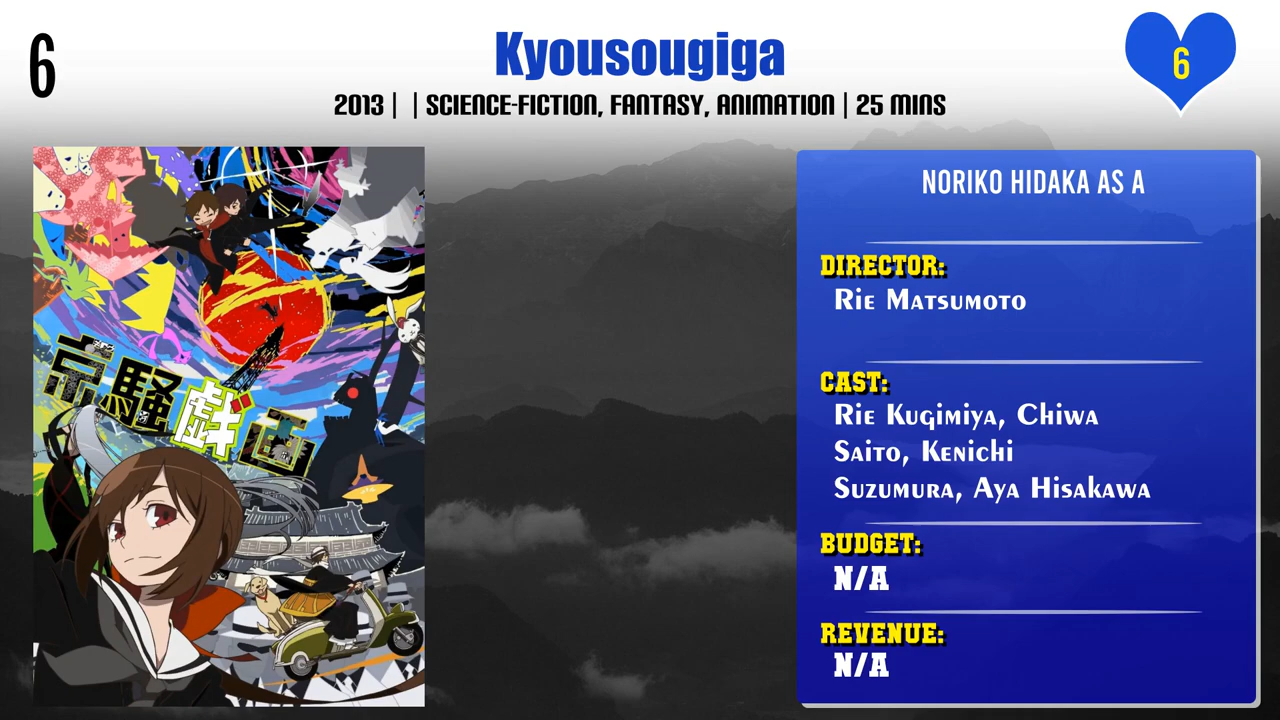 6
Kyousougiga
6
2013 | | SCIENCE-FICTION, FANTASY, ANIMATION | 25 MINS
京騒戯画
NORIKO HIDAKA AS A
DIRECTOR:
Rie Matsumoto
CAST:
Rie Kugimiya, Chiwa
Saito, Kenichi
Suzumura, Aya Hisakawa
BUDGET:
N/A
REVENUE:
N/A